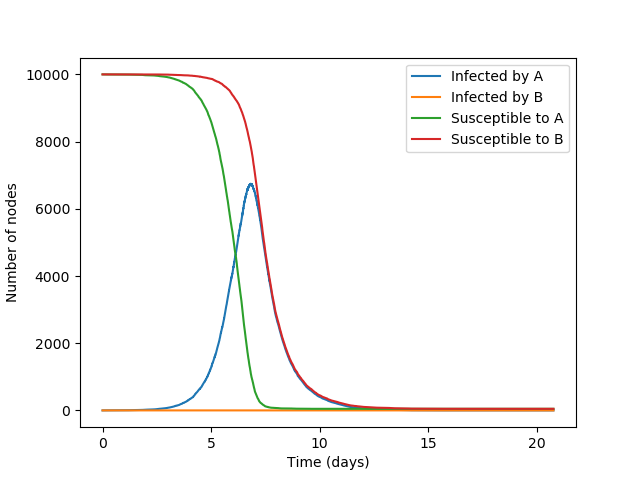 10000
8000
6000
4000
2000
0
Number of nodes
0
5
10
15
20
Time (days)
Infected by A
Infected by B
Susceptible to A
Susceptible to B